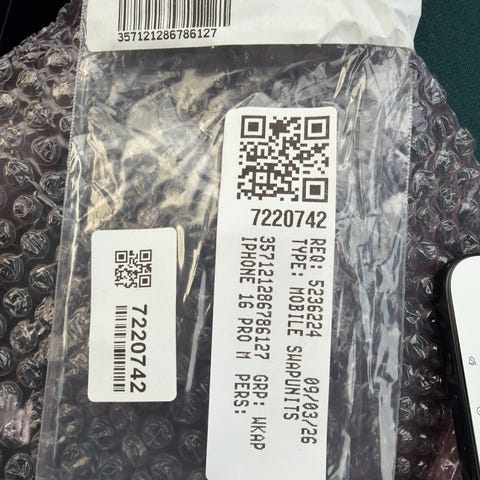 357121286786127
7220742
REQ: 5236224 09/03/26
TYPE: MOBILE SWAPUNITS
357121286786127 GRP: WKAP
IPHONE 16 PRO M PERS:
7220742